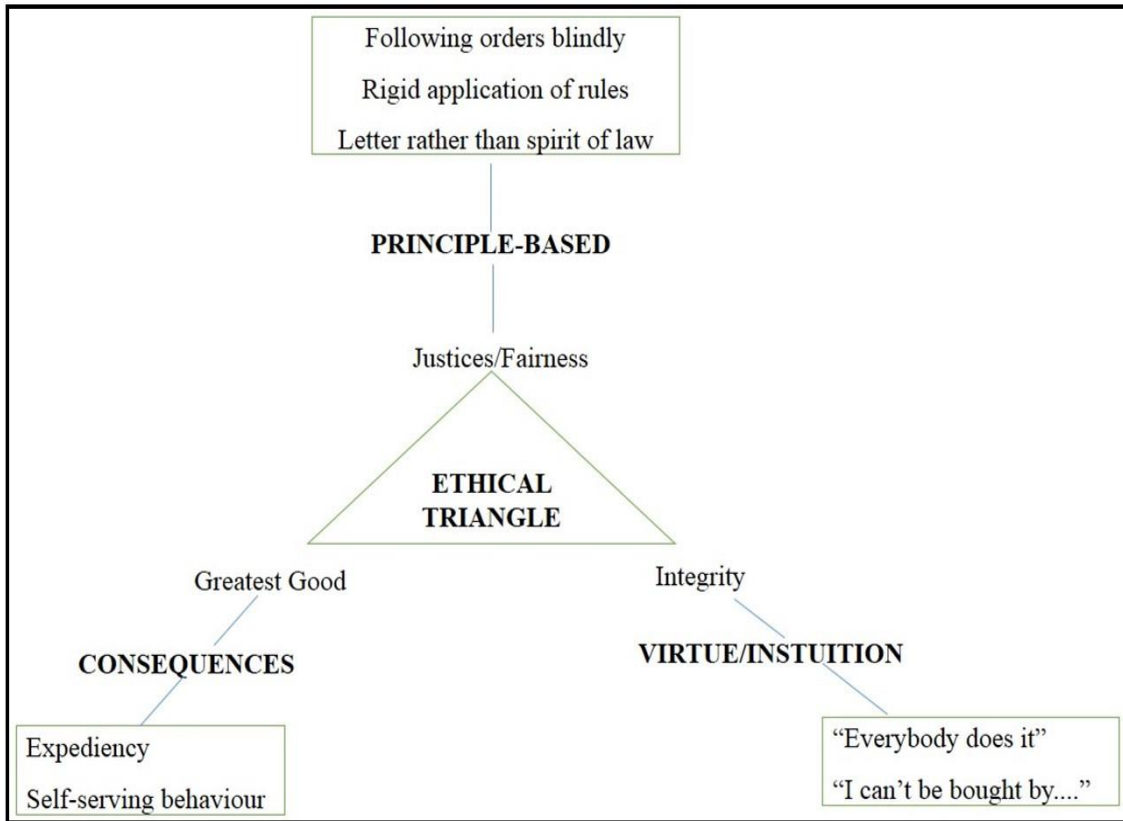 Following orders blindly
Rigid application of rules
Letter rather than spirit of law
PRINCIPLE-BASED
Justices/Fairness
ETHICAL
TRIANGLE
Greatest Good
Integrity
CONSEQUENCES
VIRTUE/INSTUITION
Expediency
Self-serving behaviour
“Everybody does it”
“I can’t be bought by....”